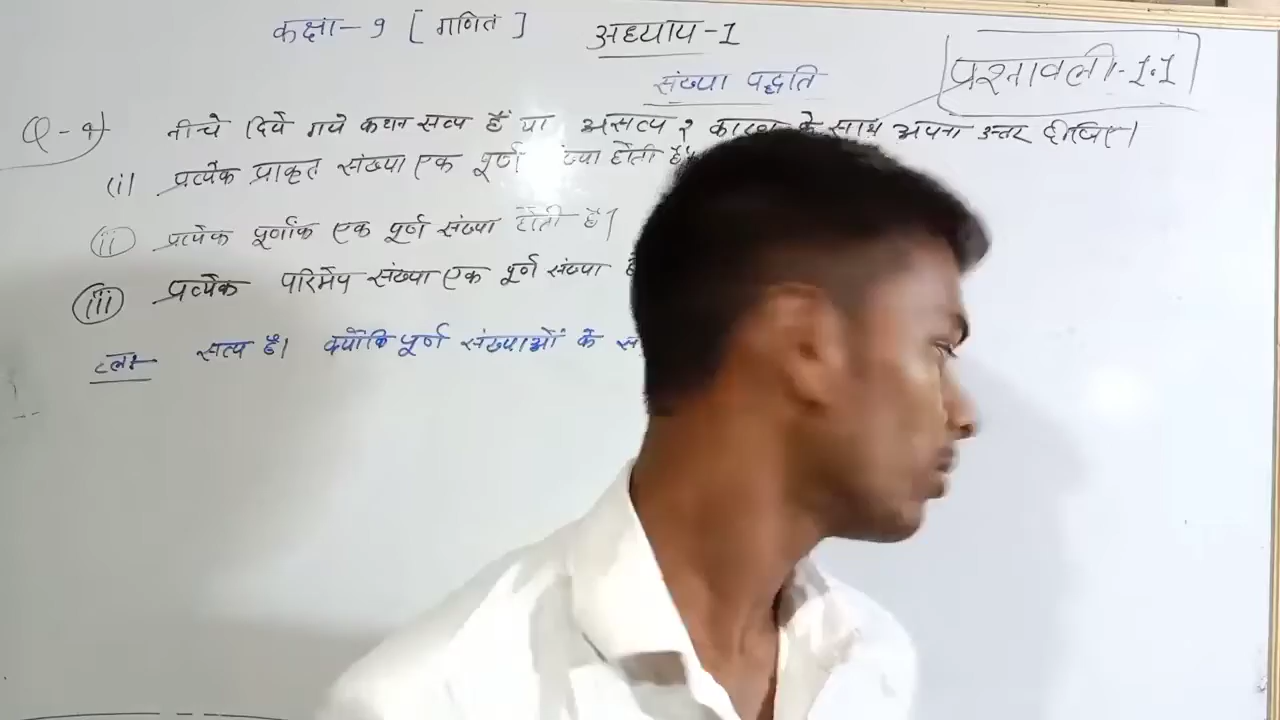 कक्षा-9 [ गणित ] अध्याय-1
संख्या पद्धति
प्रश्नावली-1.1
Q-4) नीचे दिये गये कथन सत्य हैं या असत्य ? कारण के साथ अपना उत्तर दीजिए।
(i) प्रत्येक प्राकृत संख्या एक पूर्ण ंख्या होती है।
(ii) प्रत्येक पूर्णांक एक पूर्ण संख्या होती है।
(iii) प्रत्येक परिमेय संख्या एक पूर्ण संख्या
सत्य है। क्योंकि पूर्ण संख्याओं के